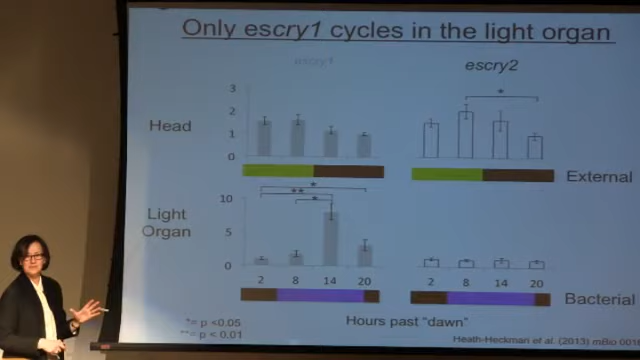 Only escry1 cycles in the light organ
escry1
escry2
3
2
1
0
Head
*
External
10
5
0
Light
Organ
*
**
*
2 8 14 20
2 8 14 20
Bacterial
*= p <0.05
**= p < 0.01
Hours past "dawn"
Heath-Heckman et al. (2013) mBio